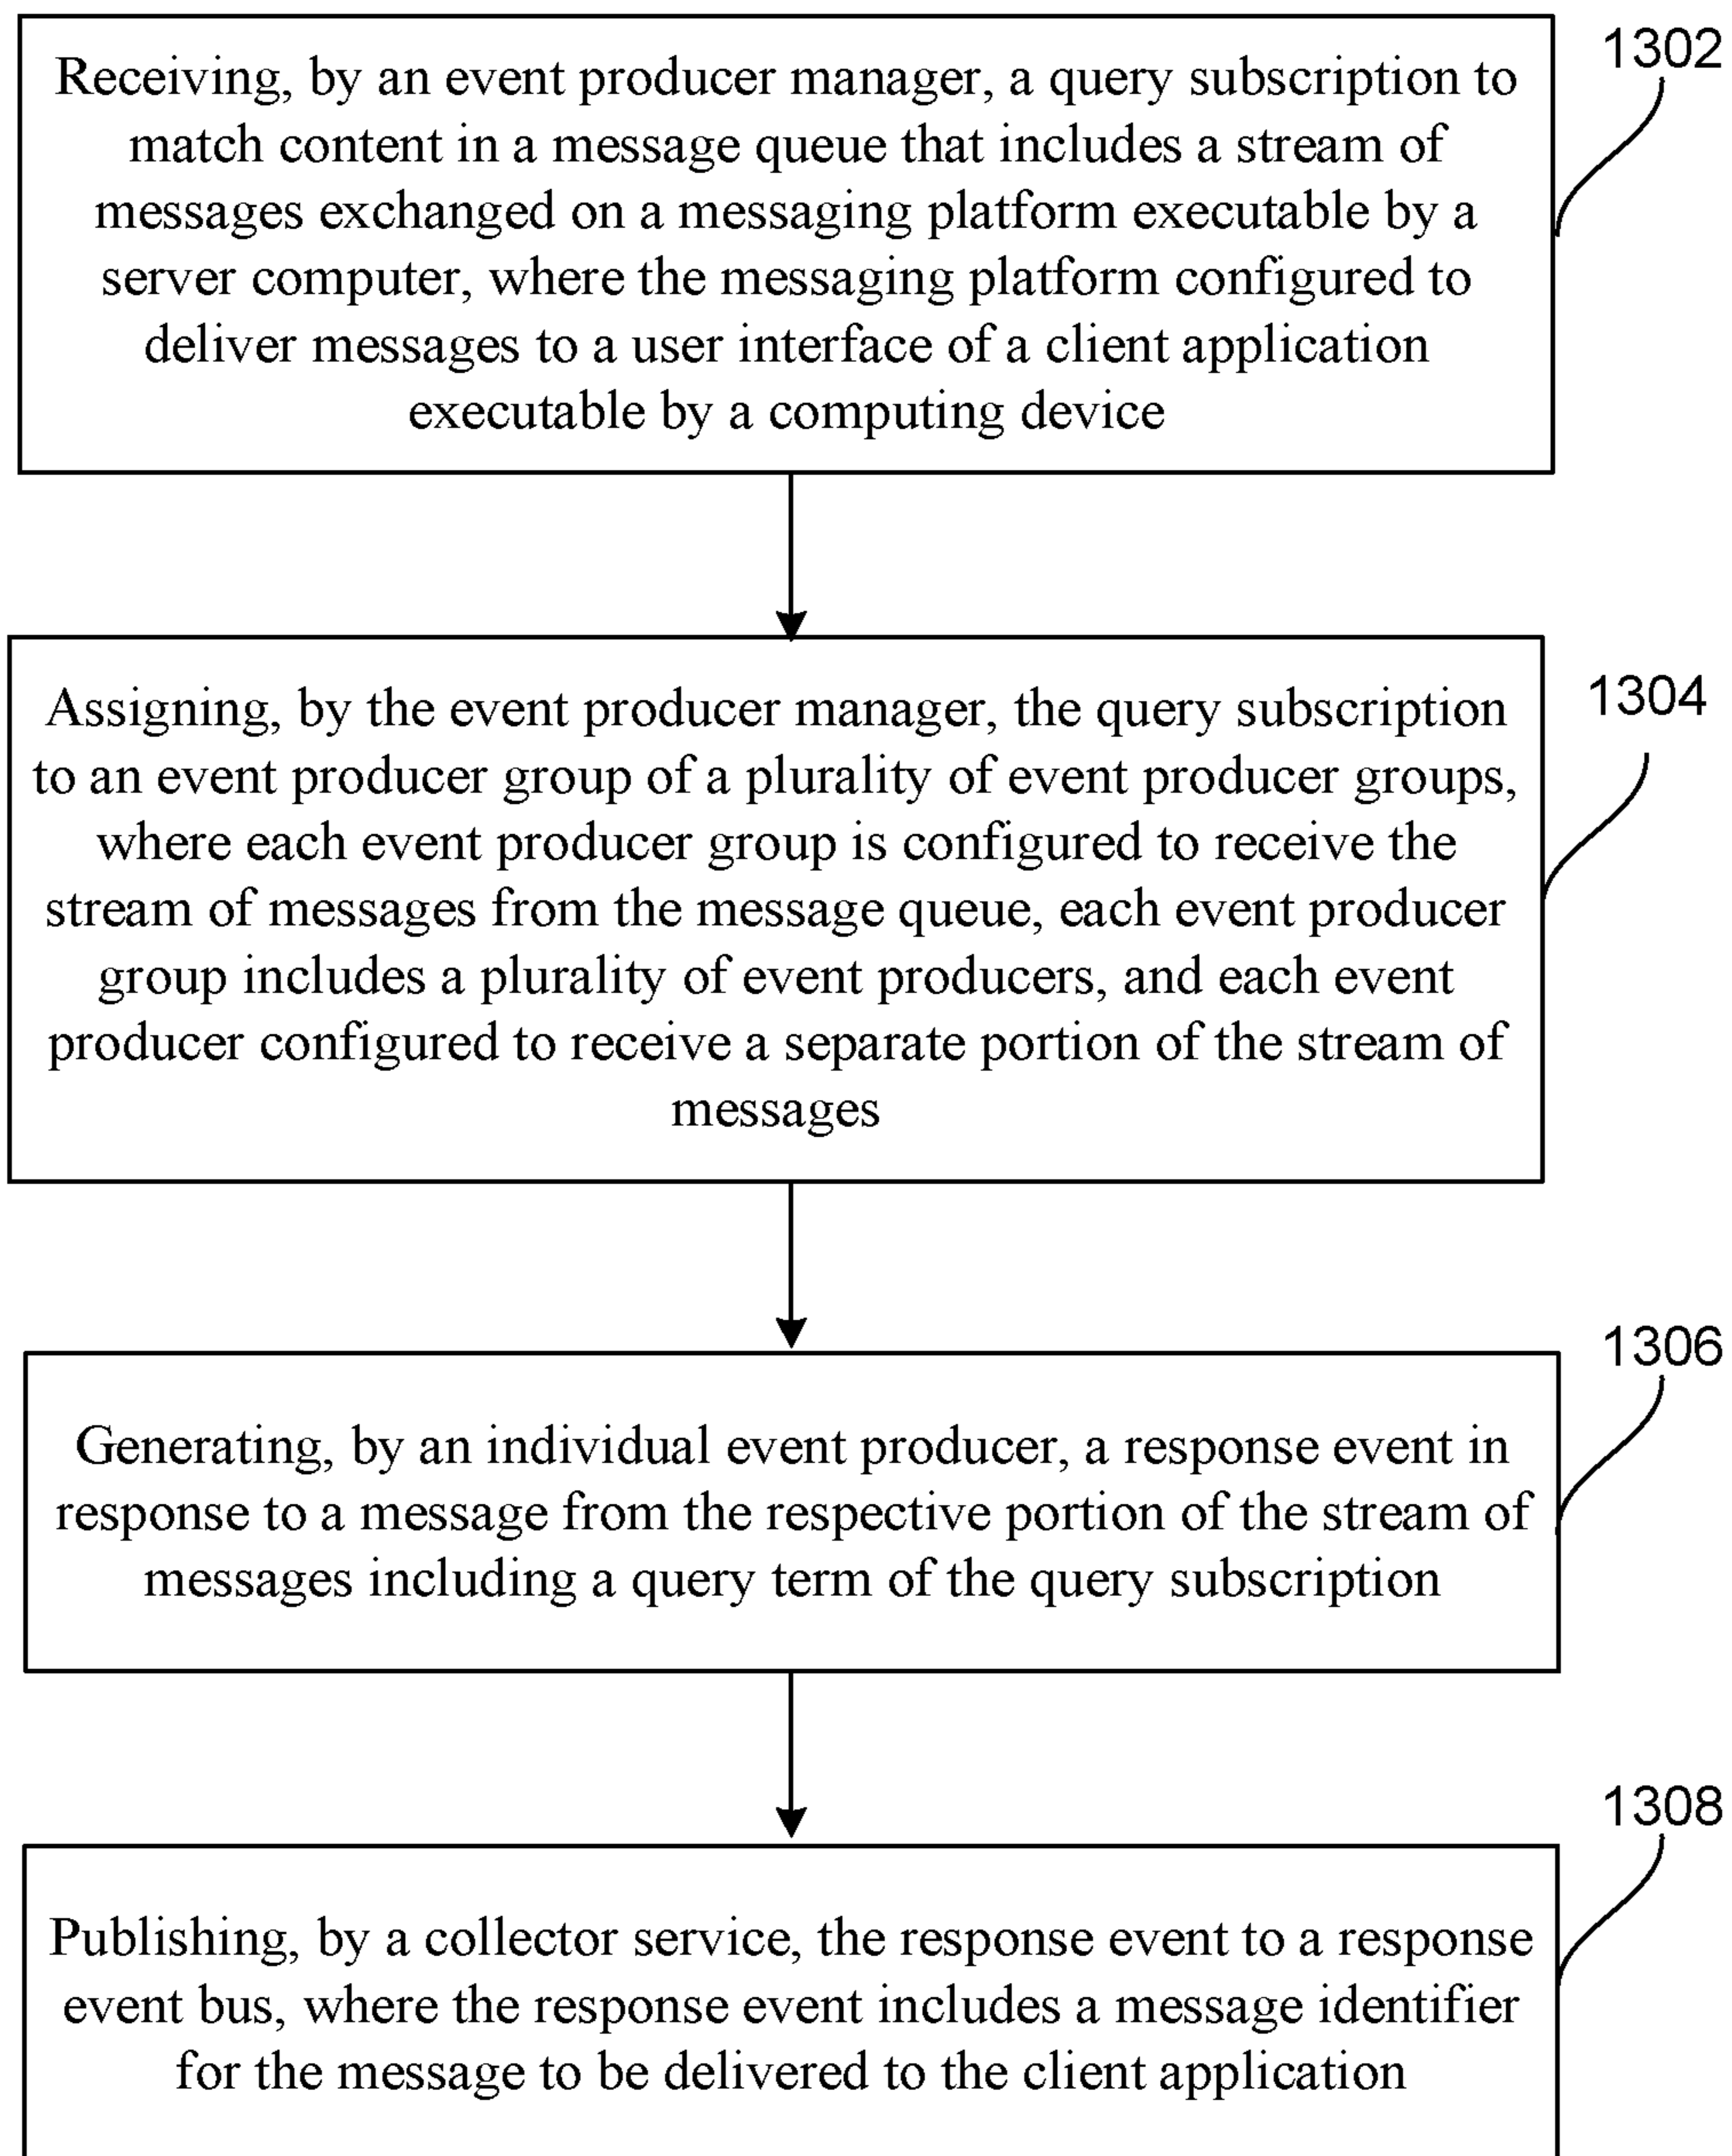 1302
Receiving, by an event producer manager, a query subscription to
match content in a message queue that includes a stream of
messages exchanged on a messaging platform executable by a
server computer, where the messaging platform configured to
deliver messages to a user interface of a client application
executable by a computing device
1304
Assigning, by the event producer manager, the query subscription
to an event producer group of a plurality of event producer groups,
where each event producer group is configured to receive the
stream of messages from the message queue, each event producer
group includes a plurality of event producers, and each event
producer configured to receive a separate portion of the stream of
messages
1306
Generating, by an individual event producer, a response event in
response to a message from the respective portion of the stream of
messages including a query term of the query subscription
1308
Publishing, by a collector service, the response event to a response
event bus, where the response event includes a message identifier
for the message to be delivered to the client application